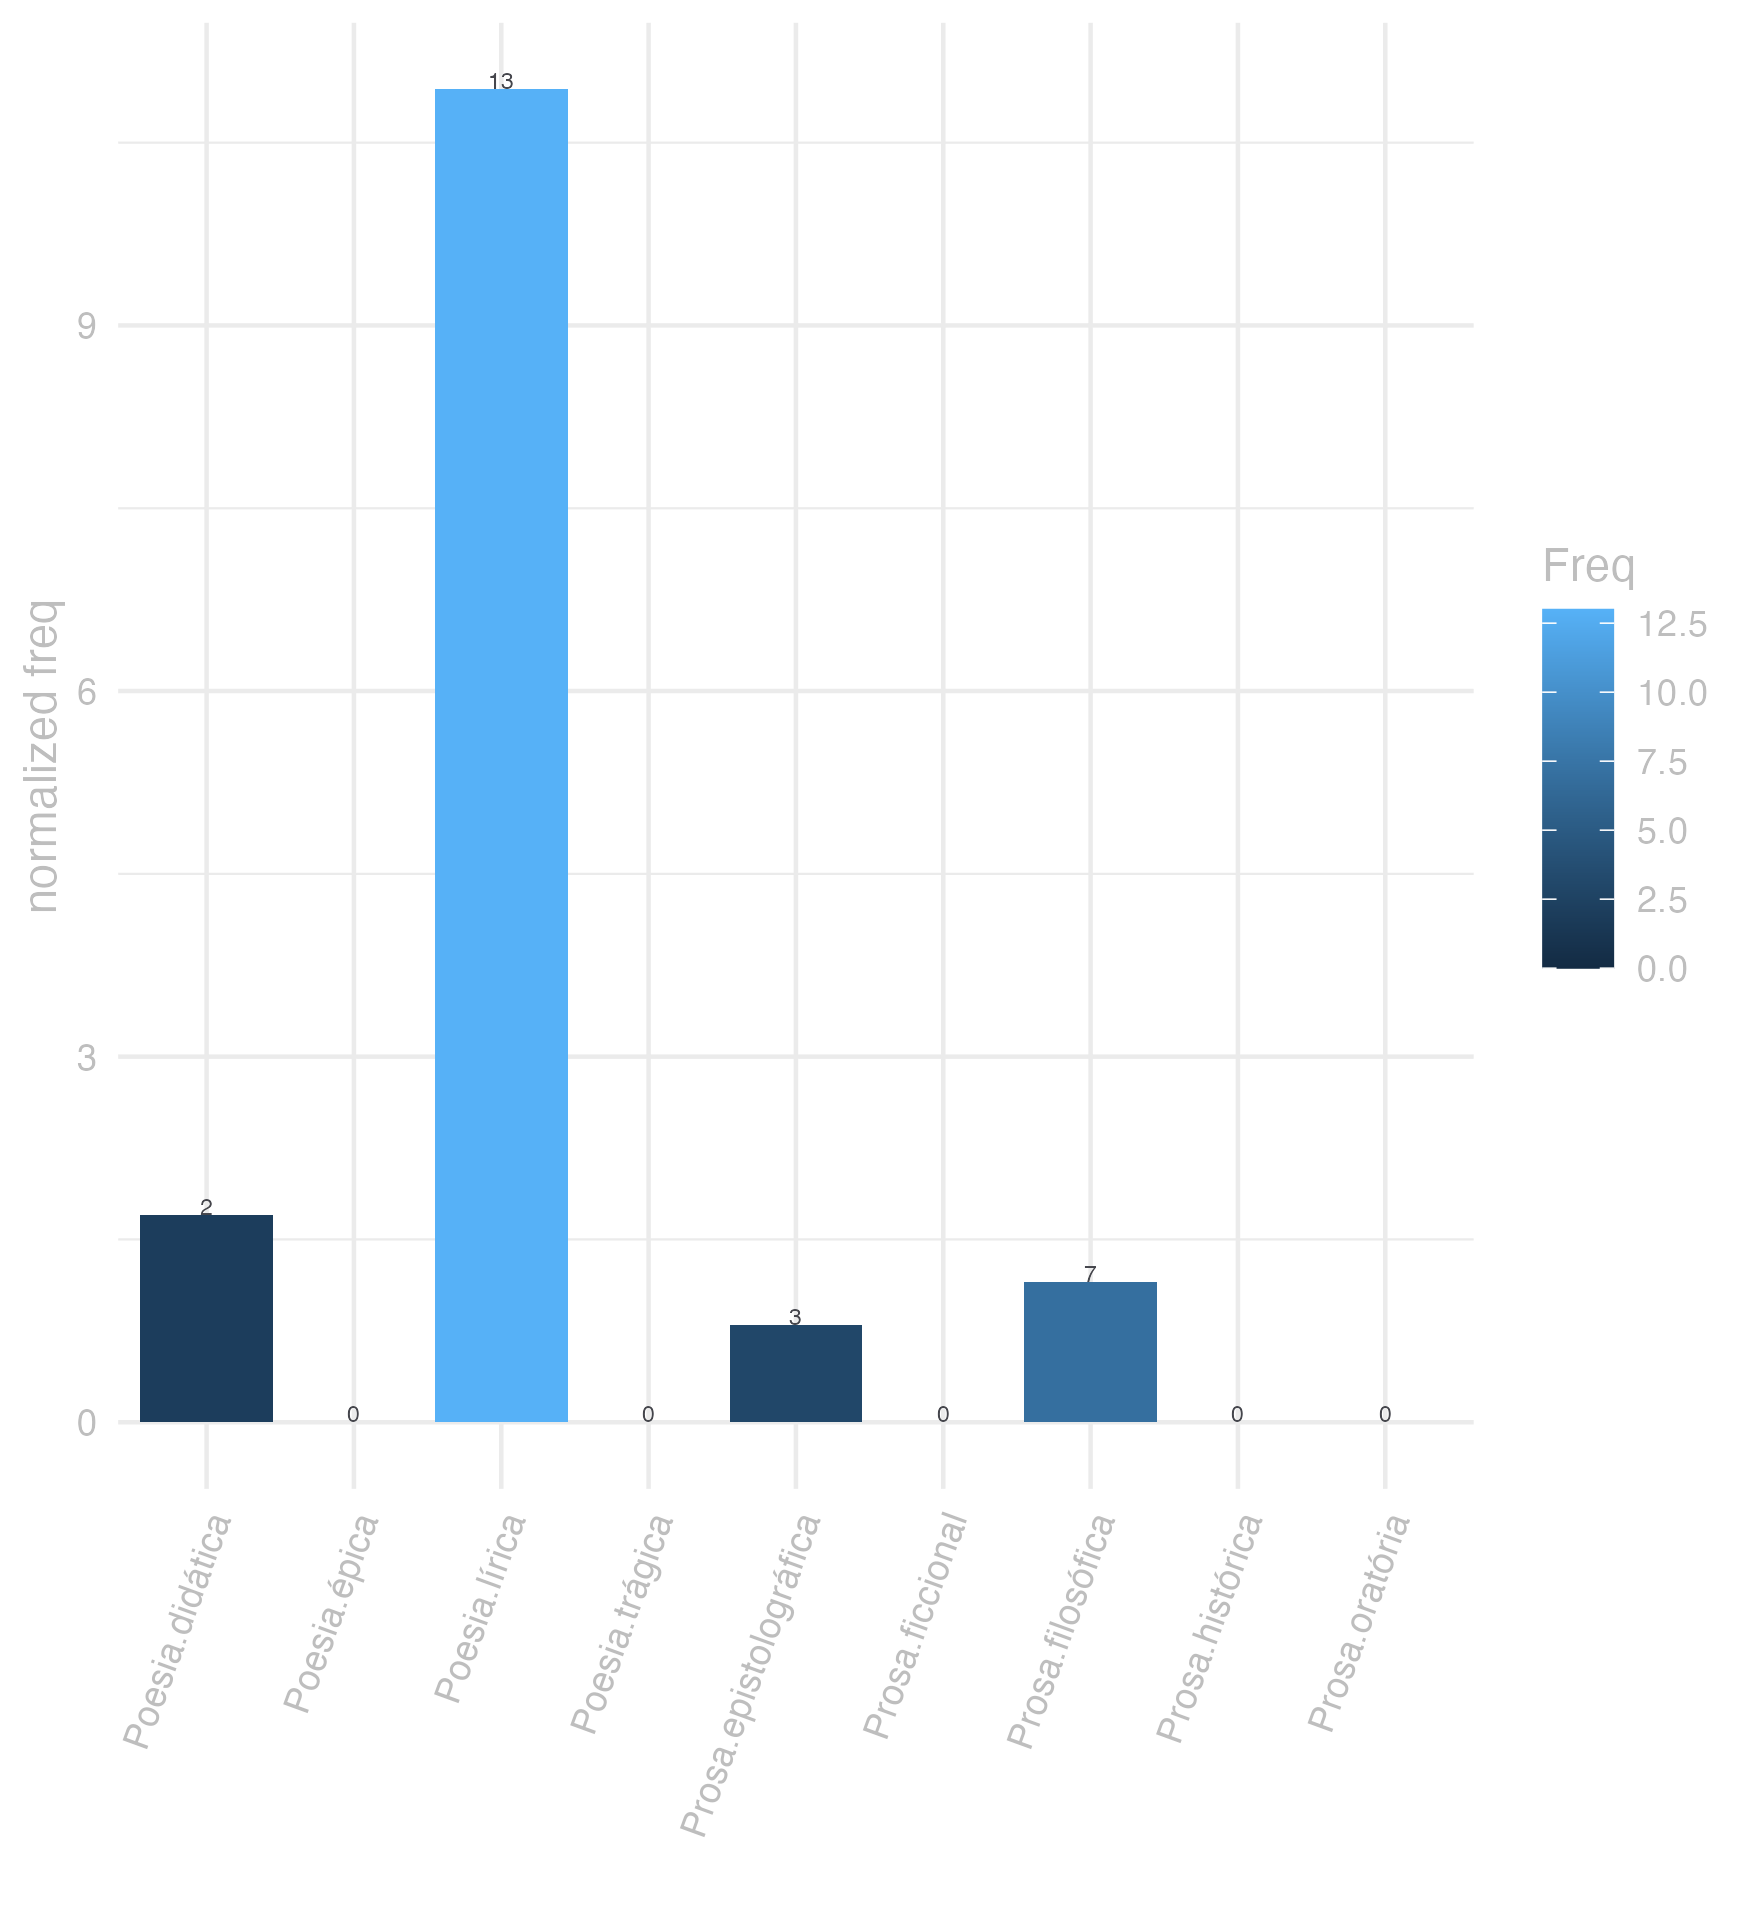 13
9
6
3
0
normalized freq
2
0
0
3
0
7
0
0
Poesia.didática
Poesia.épica
Poesia.lírica
Poesia.trágica
Prosa.epistolográfica
Prosa.ficcional
Prosa.filosófica
Prosa.histórica
Prosa.oratória
Freq
12.5
10.0
7.5
5.0
2.5
0.0